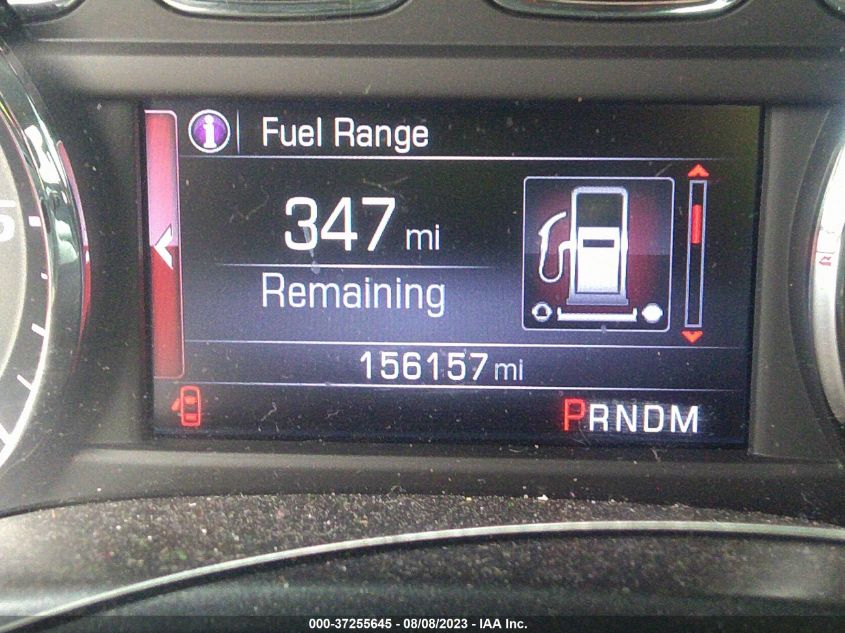 Fuel Range
347 mi
Remaining
156157 mi
PRNDM
000-37255645 - 08/08/2023 - IAA Inc.